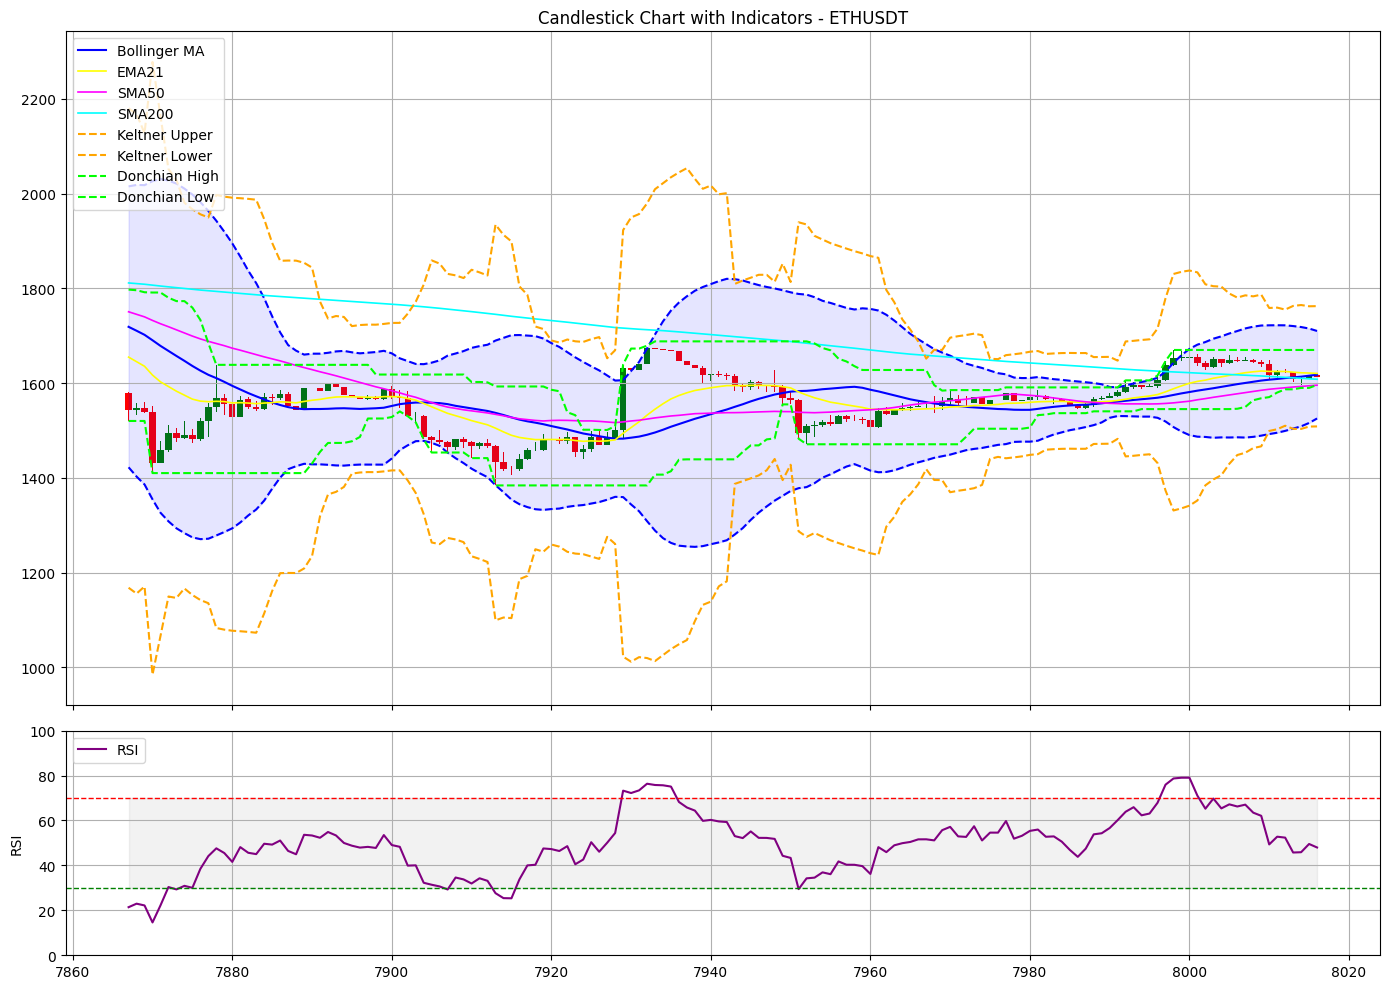 Candlestick Chart with Indicators - ETHUSDT
Bollinger MA
EMA21
SMA50
SMA200
Keltner Upper
Keltner Lower
Donchian High
Donchian Low
2200
2000
1800
1600
1400
1200
1000
RSI
100
80
60
40
20
0
RSI
7860 7880 7900 7920 7940 7960 7980 8000 8020